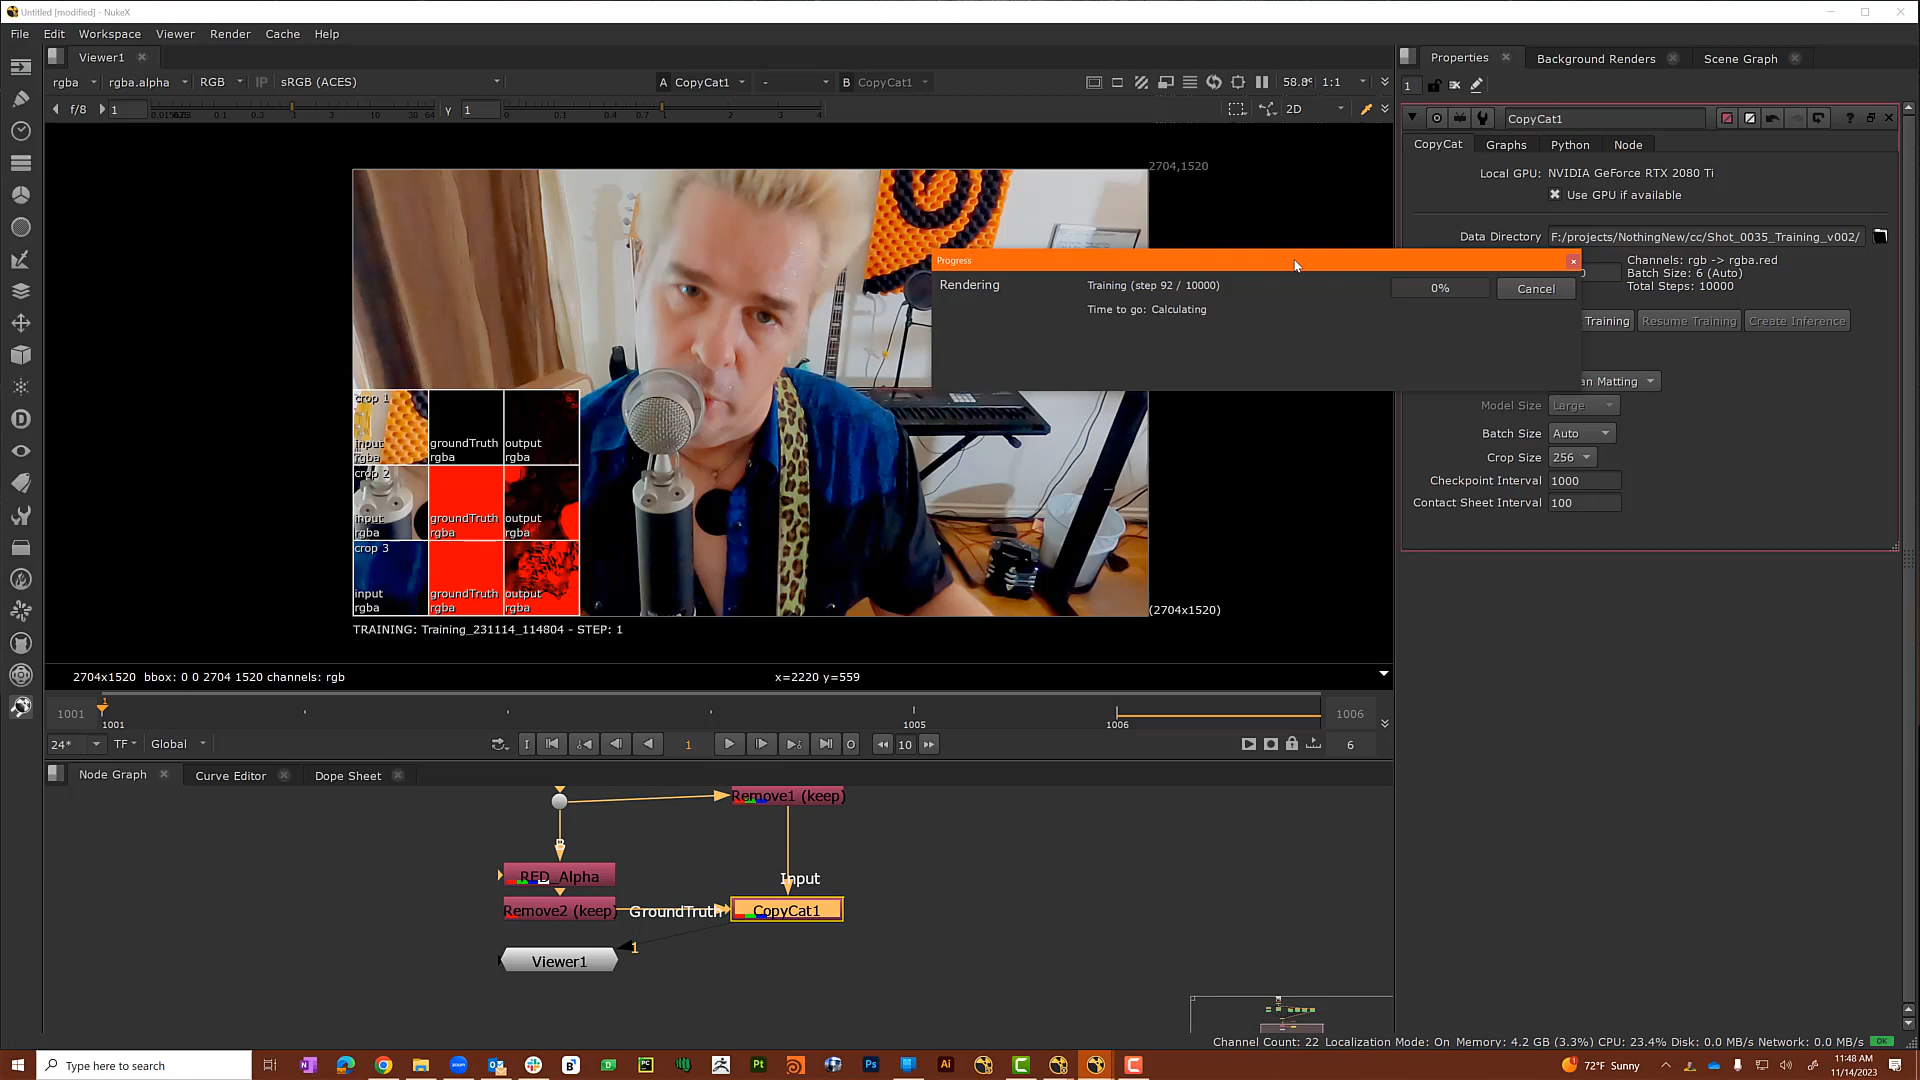 Untitled [modified] - NukeX
File Edit Workspace Viewer Render Cache Help
Viewer1
Properties Background Renders Scene Graph
rgba rgba.alpha RGB IP sRGB (ACES) A CopyCat1 - B CopyCat1 58.8% 1:1
1
f/8 1 Y 1 2D
CopyCat1
CopyCat Graphs Python Node
2704,1520
Local GPU: NVIDIA GeForce RTX 2080 Ti
Use GPU if available
Data Directory F:/projects/NothingNew/cc/Shot_0035_Training_v002/
Channels: rgb -> rgba.red
Batch Size: 6 (Auto)
Total Steps: 10000
Progress
Rendering Training (step 92 / 10000) 0% Cancel
Time to go: Calculating
Training Resume Training Create Inference
an Matting
Model Size Large
Batch Size Auto
Crop Size 256
Checkpoint Interval 1000
Contact Sheet Interval 100
crop 1
input groundTruth output
rgba rgba rgba
crop 2
input groundTruth output
rgba rgba rgba
crop 3
input groundTruth output
rgba rgba rgba
(2704x1520)
TRAINING: Training_231114_114804 - STEP: 1
2704x1520 bbox: 0 0 2704 1520 channels: rgb x=2220 y=559
1
1001 1006
1001 1005 1006
24* TF Global I 1 O 10 6
Node Graph Curve Editor Dope Sheet
Remove1 (keep)
B
RED_Alpha
Input
Remove2 (keep) GroundTruth CopyCat1
1
Viewer1
Channel Count: 22 Localization Mode: On Memory: 4.2 GB (3.3%) CPU: 23.4% Disk: 0.0 MB/s Network: 0.0 MB/s OK
Type here to search
72°F Sunny
11:48 AM
11/14/2023